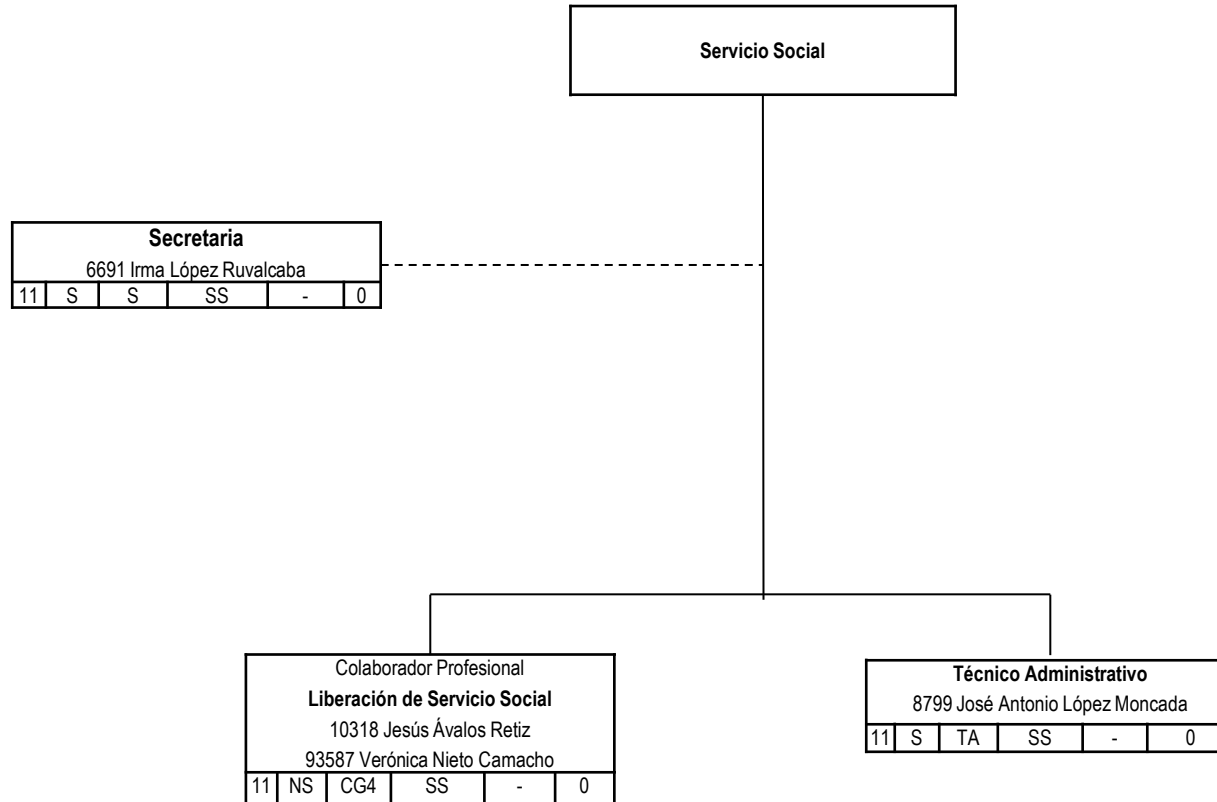 Servicio Social
Secretaria
6691 Irma López Ruvalcaba
11 S S SS - 0
Colaborador Profesional
Liberación de Servicio Social
10318 Jesús Ávalos Retiz
93587 Verónica Nieto Camacho
11 NS CG4 SS - 0
Técnico Administrativo
8799 José Antonio López Moncada
11 S TA SS - 0